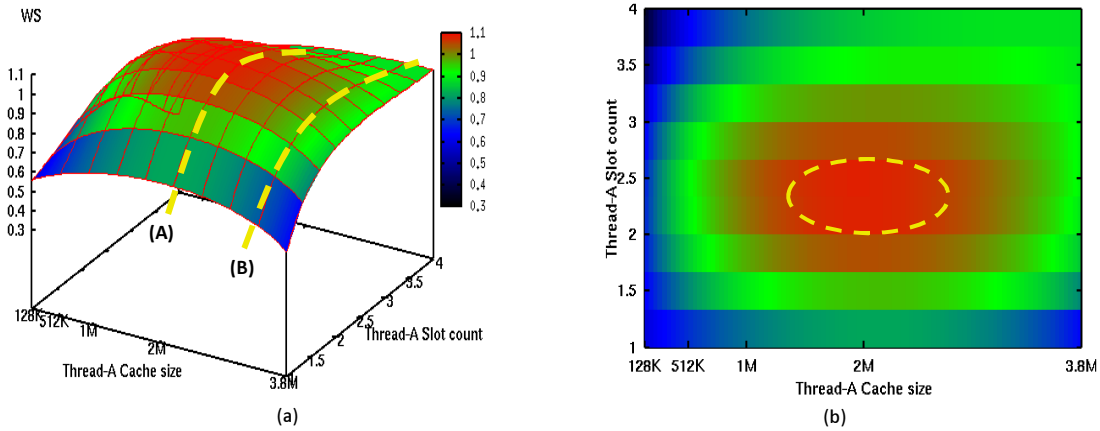 WS
1.1
1
0.9
0.8
0.7
0.6
0.5
0.4
0.3
1.1
1
0.9
0.8
0.7
0.6
0.5
0.4
0.3
(A)
(B)
128K
512K
1M
2M
3.8M
Thread-A Cache size
1.5
2
2.5
3
3.5
4
Thread-A Slot count
(a)
4
3.5
3
2.5
2
1.5
1
Thread-A Slot count
128K 512K 1M 2M 3.8M
Thread-A Cache size
(b)